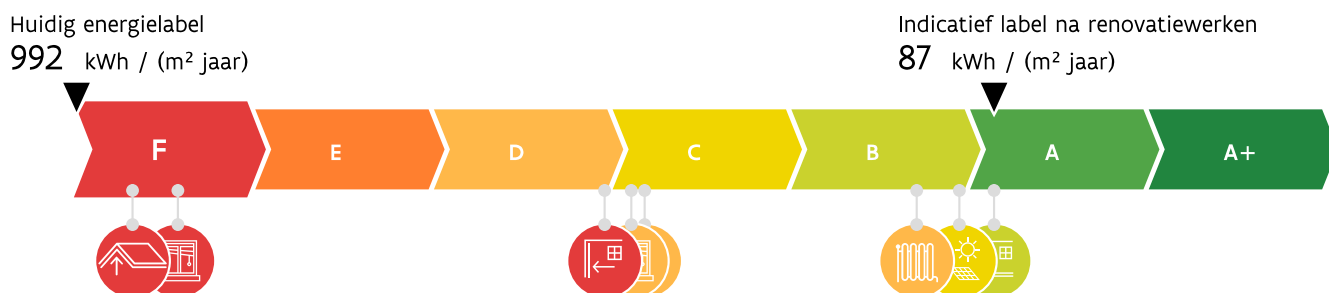 Huidig energielabel
992 kWh / (m² jaar)
Indicatief label na renovatiewerken
87 kWh / (m² jaar)
F E D C B A A+